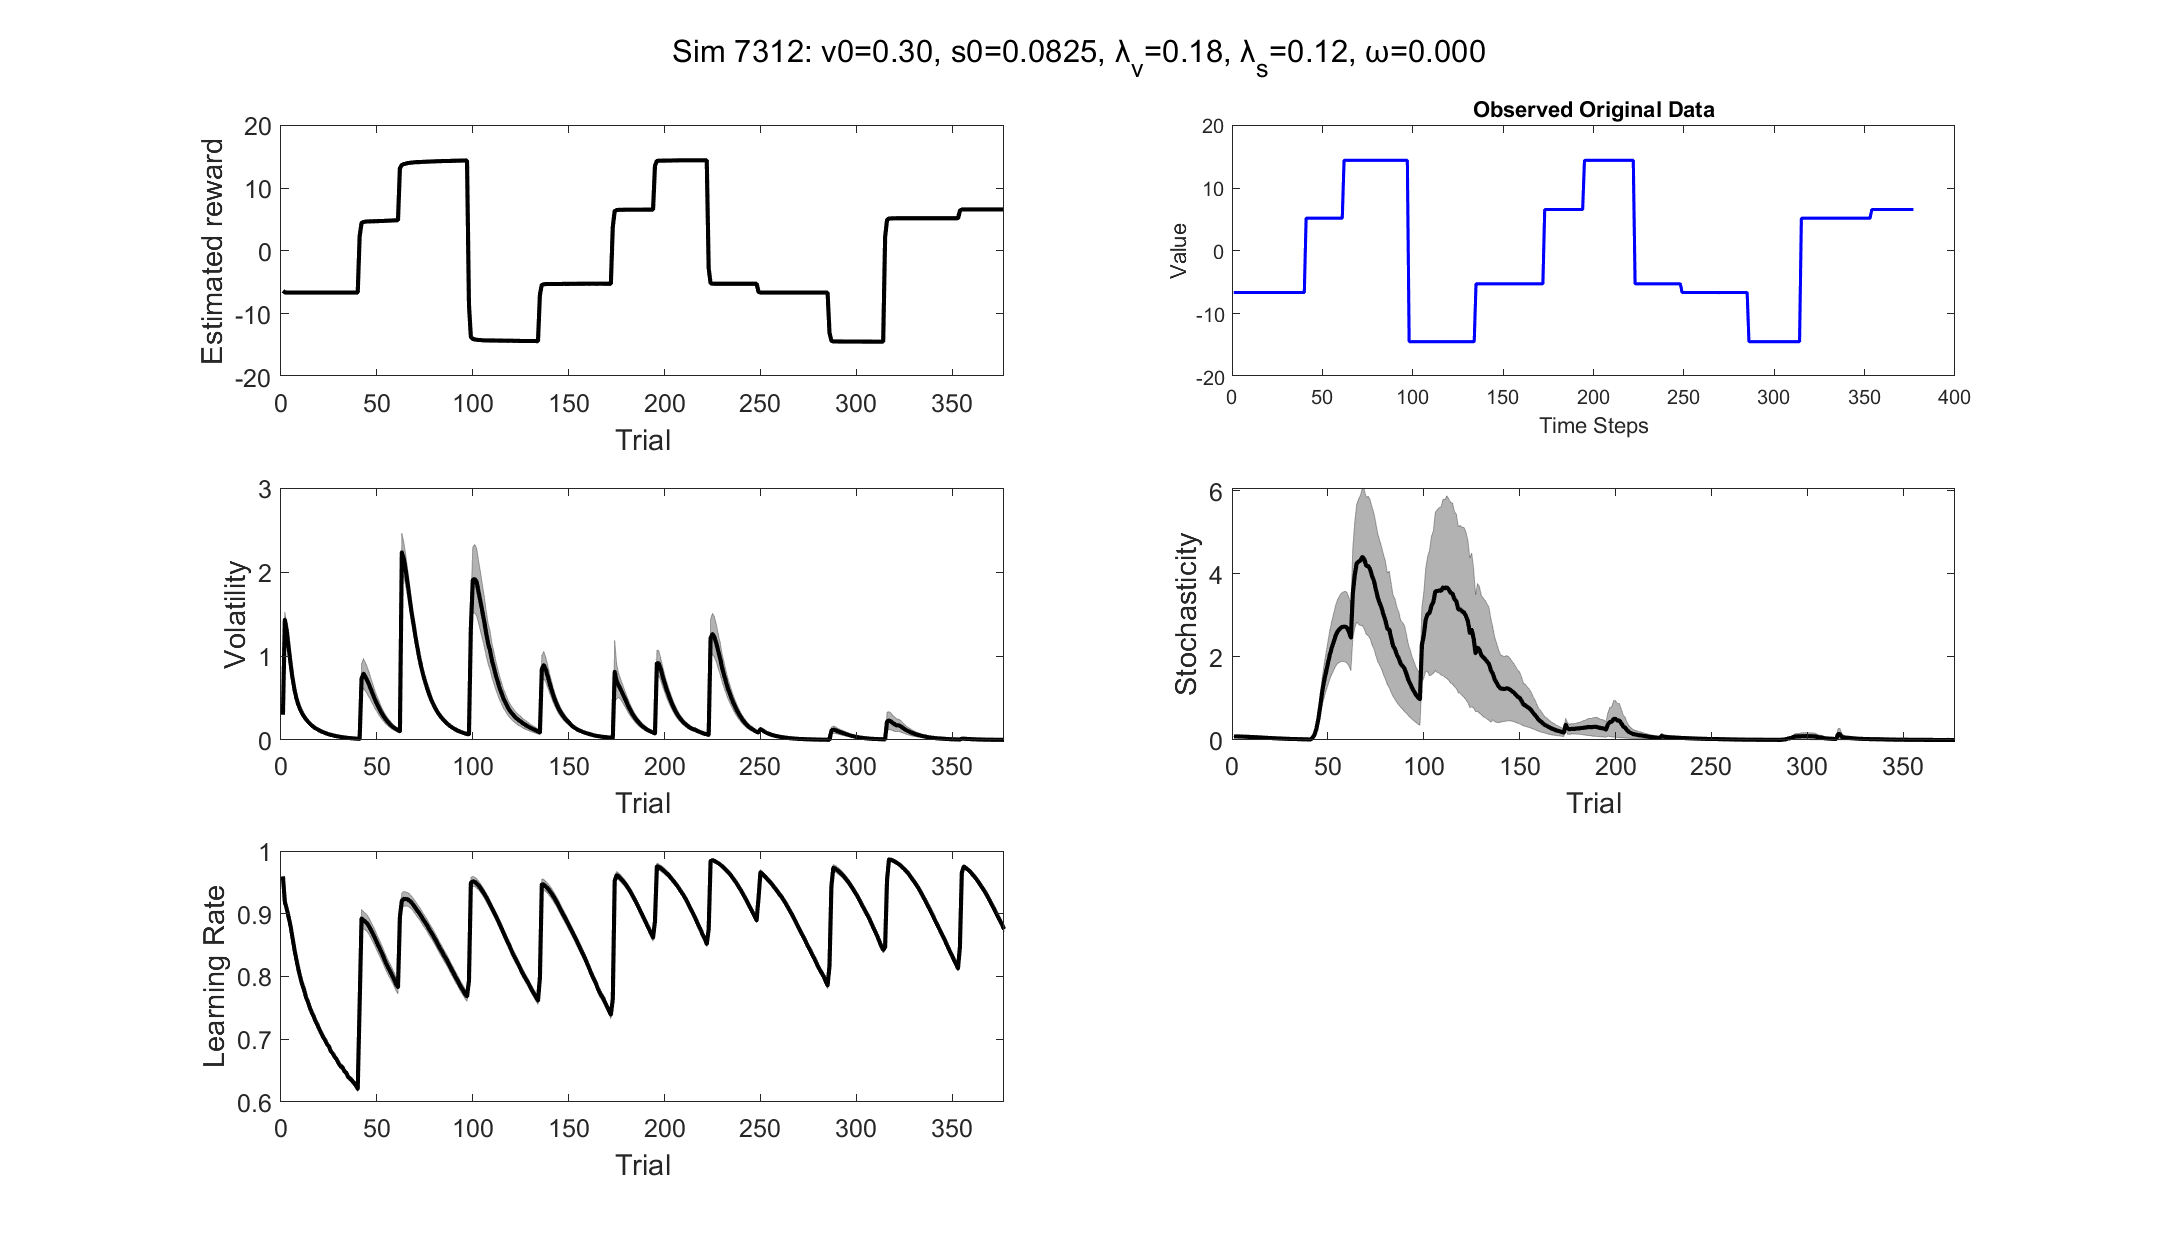 Sim 7312: v0=0.30, s0=0.0825, λv=0.18, λs=0.12, ω=0.000
Estimated reward
20
10
0
-10
-20
0 50 100 150 200 250 300 350
Trial
Observed Original Data
Value
20
10
0
-10
-20
0 50 100 150 200 250 300 350 400
Time Steps
Volatility
3
2
1
0
0 50 100 150 200 250 300 350
Trial
Stochasticity
6
4
2
0
0 50 100 150 200 250 300 350
Trial
Learning Rate
1
0.9
0.8
0.7
0.6
0 50 100 150 200 250 300 350
Trial